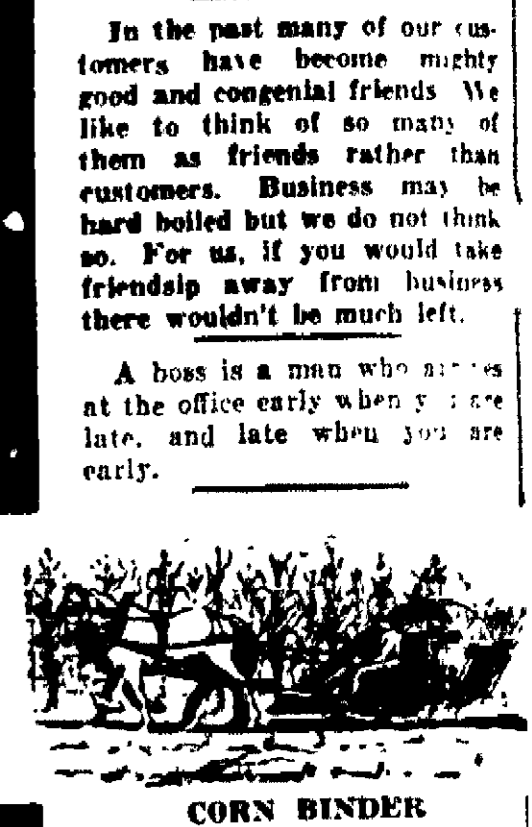 In the past many of our cus-
tomers have become mighty
good and congenial friends We
like to think of so many of
them as friends rather than
customers. Business may be
hard boiled but we do not think
so. For us, if you would take
friendsip away from business
there wouldn't be much left.
A boss is a man who arrives
at the office early when you are
late, and late when you are
early.
CORN BINDER